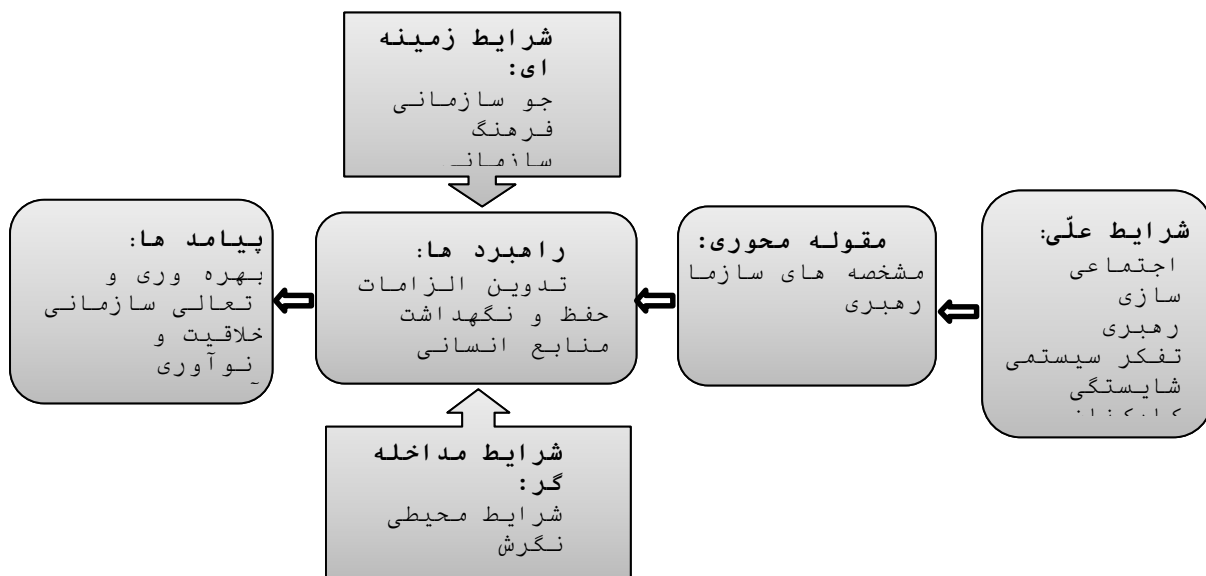 شرایط زمینه
ای:
جو سازمانی
فرهنگ
سازمانی
شرایط علّی:
اجتماعی
سازی
رهبری
تفکر سیستمی
شایستگی
مقوله محوری:
مشخصه های سازما
رهبری
راهبرد ها:
تدوین الزامات
حفظ و نگهداشت
منابع انسانی
پیامد ها:
بهره وری و
تعالی سازمانی
خلاقیت و
نوآوری
شرایط مداخله
گر:
شرایط محیطی
نگرش